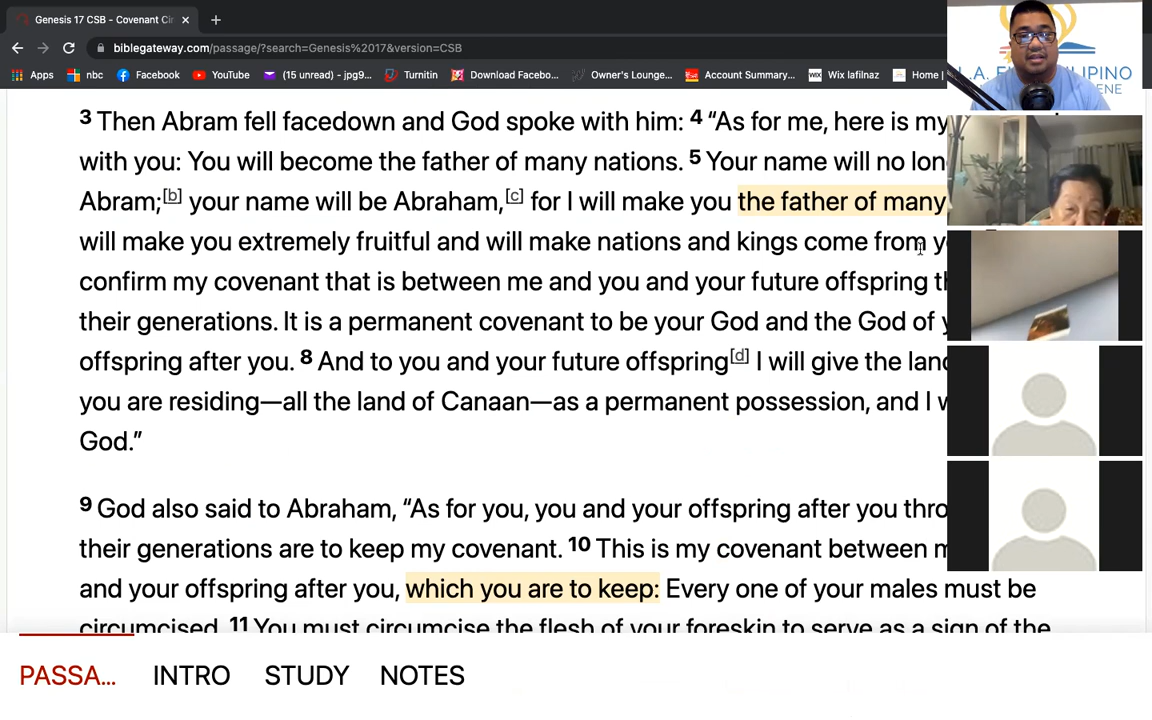 Genesis 17 CSB - Covenant Cir
biblegateway.com/passage/?search=Genesis%2017&version=CSB
Apps nbc Facebook YouTube (15 unread) - jpg9... Turnitin Download Facebo... Owner's Lounge... Account Summary... WIX Wix lafilnaz Home |
L.A. FI FILIPINO
ENE
3 Then Abram fell facedown and God spoke with him: 4 “As for me, here is my
with you: You will become the father of many nations. 5 Your name will no lon
Abram;[b] your name will be Abraham,[c] for I will make you the father of many
will make you extremely fruitful and will make nations and kings come from y
confirm my covenant that is between me and you and your future offspring th
their generations. It is a permanent covenant to be your God and the God of y
offspring after you. 8 And to you and your future offspring[d] I will give the land
you are residing—all the land of Canaan—as a permanent possession, and I w
God.”
9 God also said to Abraham, “As for you, you and your offspring after you thro
their generations are to keep my covenant. 10 This is my covenant between m
and your offspring after you, which you are to keep: Every one of your males must be
circumcised. 11 You must circumcise the flesh of your foreskin to serve as a sign of the
PASSA... INTRO STUDY NOTES